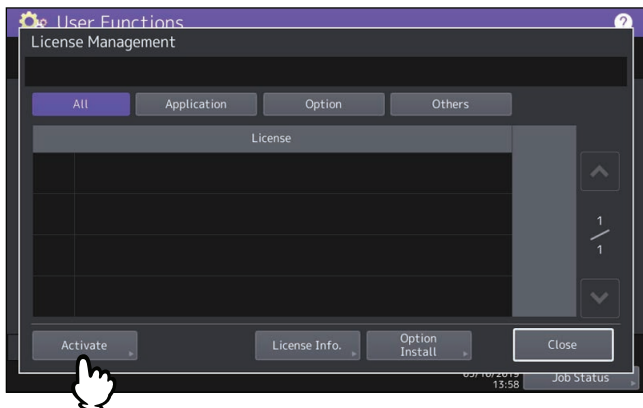 User Functions
?
License Management
All
Application
Option
Others
License
1
1
Activate
License Info.
Option
Install
Close
13:58
Job Status